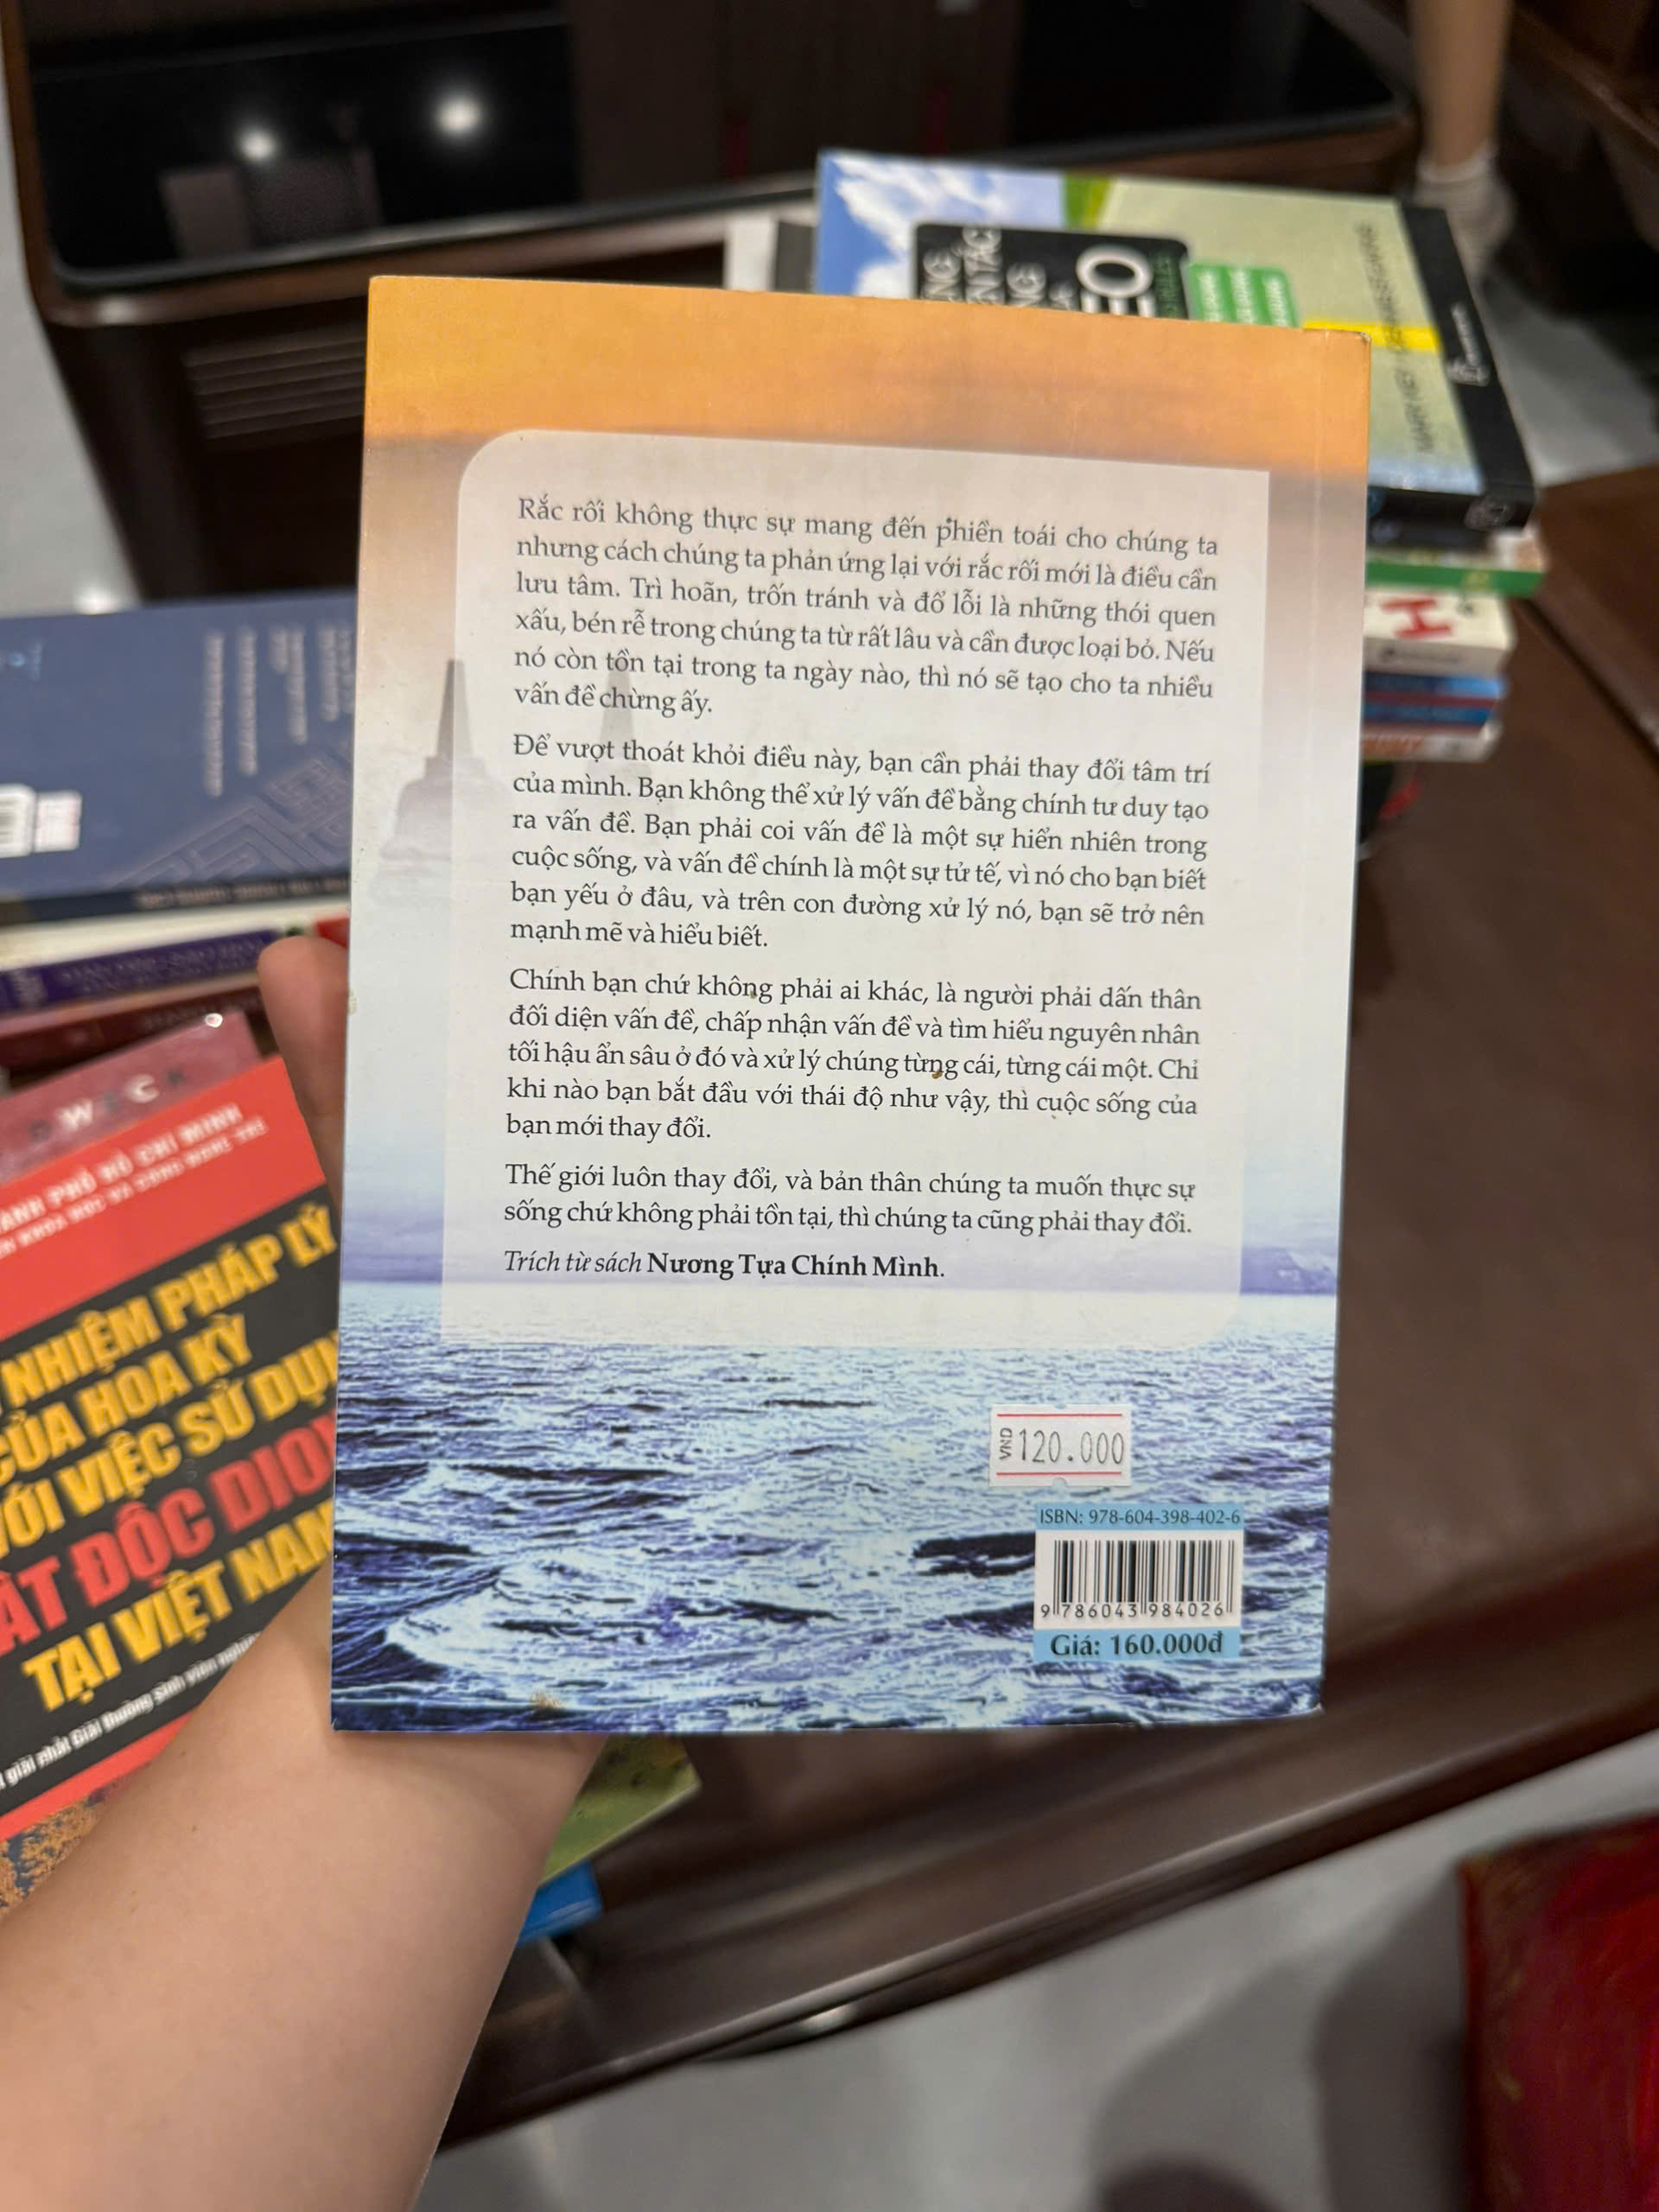 Rắc rối không thực sự mang đến phiền toái cho chúng ta
nhưng cách chúng ta phản ứng lại với rắc rối mới là điều cần
lưu tâm. Trì hoãn, trốn tránh và đổ lỗi là những thói quen
xấu, bén rễ trong chúng ta từ rất lâu và cần được loại bỏ. Nếu
nó còn tồn tại trong ta ngày nào, thì nó sẽ tạo cho ta nhiều
vấn đề chừng ấy.
Để vượt thoát khỏi điều này, bạn cần phải thay đổi tâm trí
của mình. Bạn không thể xử lý vấn đề bằng chính tư duy tạo
ra vấn đề. Bạn phải coi vấn đề là một sự hiển nhiên trong
cuộc sống, và vấn đề chính là một sự tử tế, vì nó cho bạn biết
bạn yếu ở đâu, và trên con đường xử lý nó, bạn sẽ trở nên
mạnh mẽ và hiểu biết.
Chính bạn chứ không phải ai khác, là người phải dấn thân
đối diện vấn đề, chấp nhận vấn đề và tìm hiểu nguyên nhân
tối hậu ẩn sâu ở đó và xử lý chúng từng cái, từng cái một. Chỉ
khi nào bạn bắt đầu với thái độ như vậy, thì cuộc sống của
bạn mới thay đổi.
Thế giới luôn thay đổi, và bản thân chúng ta muốn thực sự
sống chứ không phải tồn tại, thì chúng ta cũng phải thay đổi.
Trích từ sách Nương Tựa Chính Mình.
VND 120.000
ISBN: 978-604-398-402-6
9 786043 984026
Giá: 160.000đ
PHỐ HỒ CHÍ MINH
NHIỆM PHÁP LÝ
CỦA HOA KỲ
VIỆC SỬ DỤN
ĐỘC DIO
TẠI VIỆT NAM
giải nhất Giải thưởng Sinh viên